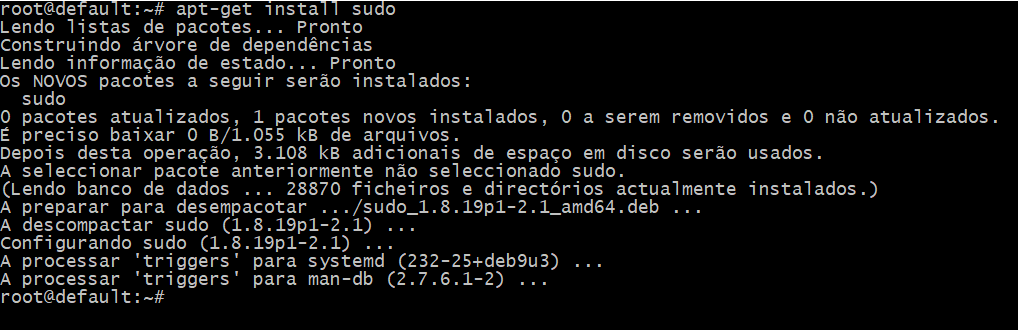 root@default:~# apt-get install sudo
Lendo listas de pacotes... Pronto
Construindo árvore de dependências
Lendo informação de estado... Pronto
Os NOVOS pacotes a seguir serão instalados:
  sudo
0 pacotes atualizados, 1 pacotes novos instalados, 0 a serem removidos e 0 não atualizados.
É preciso baixar 0 B/1.055 kB de arquivos.
Depois desta operação, 3.108 kB adicionais de espaço em disco serão usados.
A seleccionar pacote anteriormente não seleccionado sudo.
(Lendo banco de dados ... 28870 ficheiros e directórios actualmente instalados.)
A preparar para desempacotar .../sudo_1.8.19p1-2.1_amd64.deb ...
A descompactar sudo (1.8.19p1-2.1) ...
Configurando sudo (1.8.19p1-2.1) ...
A processar 'triggers' para systemd (232-25+deb9u3) ...
A processar 'triggers' para man-db (2.7.6.1-2) ...
root@default:~#